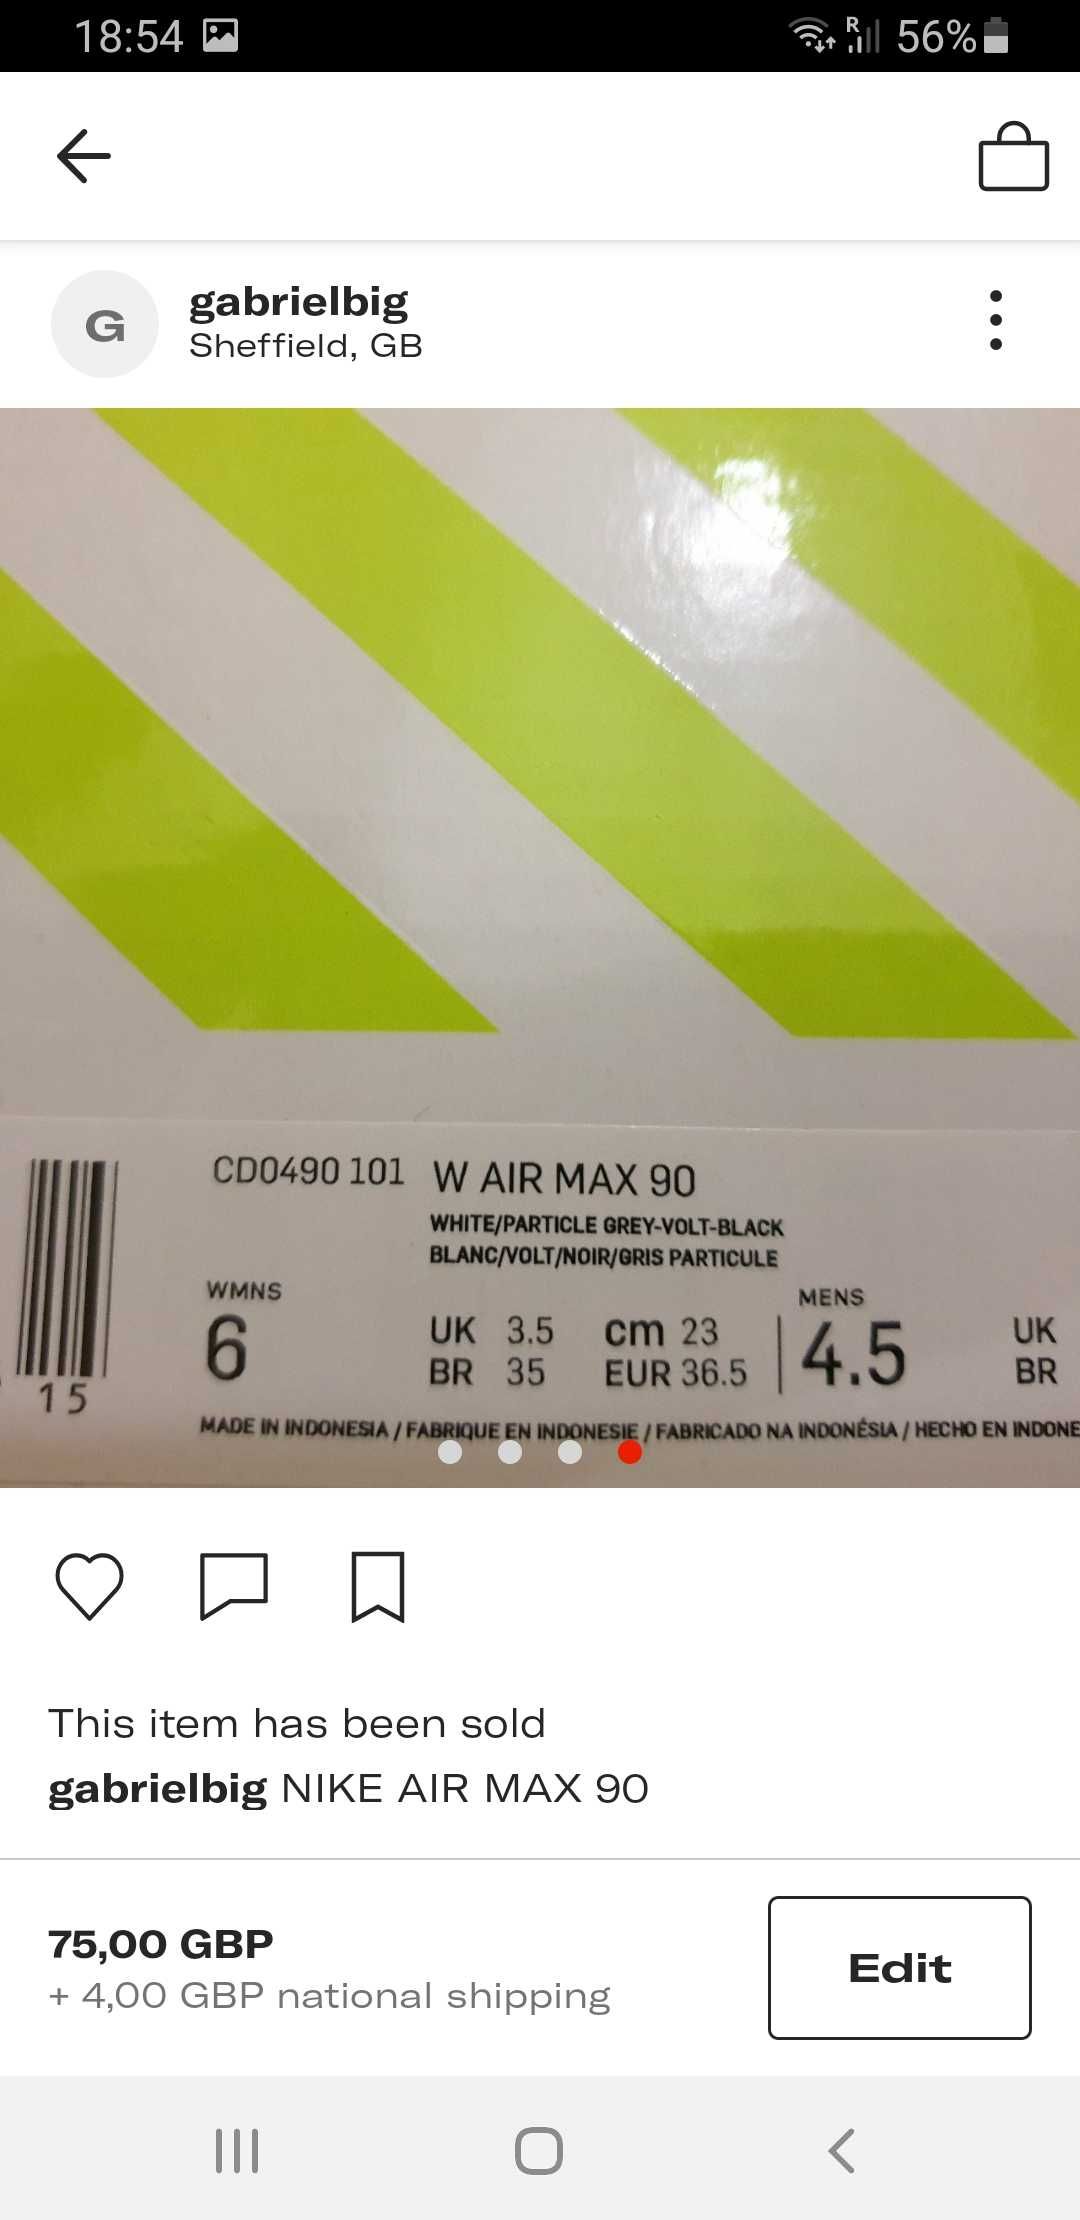 18:54
R 56%
G
gabrielbig
Sheffield, GB
CD0490 101 W AIR MAX 90
WHITE/PARTICLE GREY-VOLT-BLACK
BLANC/VOLT/NOIR/GRIS PARTICULE
WMNS
6
UK 3.5 cm 23
BR 35 EUR 36.5
MENS
4.5
UK
BR
15
MADE IN INDONESIA / FABRIQUE EN INDONESIE / FABRICADO NA INDONÉSIA / HECHO EN INDONE
This item has been sold
gabrielbig NIKE AIR MAX 90
75,00 GBP
+ 4,00 GBP national shipping
Edit